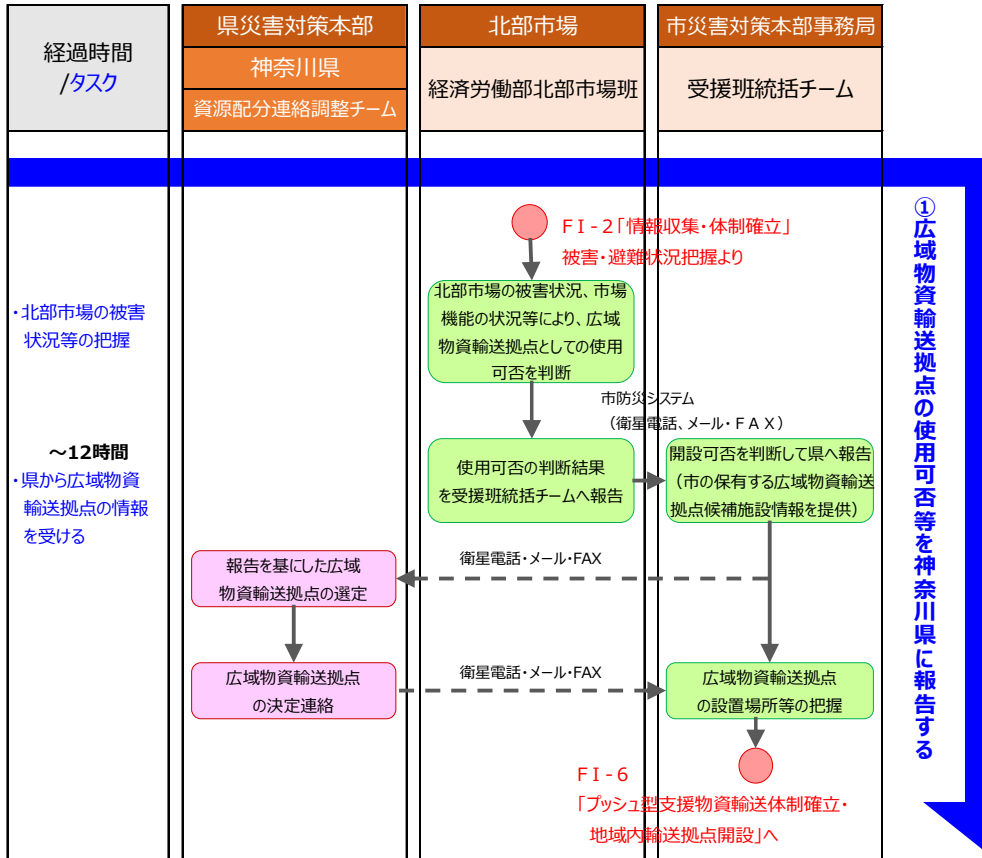 経過時間
/タスク
県災害対策本部
神奈川県
資源配分連絡調整チーム
北部市場
経済労働部北部市場班
市災害対策本部事務局
受援班統括チーム
①広域物資輸送拠点の使用可否等を神奈川県に報告する
ＦＩ-２「情報収集・体制確立」
被害・避難状況把握より
・北部市場の被害
状況等の把握
北部市場の被害状況、市場
機能の状況等により、広域
物資輸送拠点としての使用
可否を判断
市防災システム
（衛星電話、メール・ＦＡＸ）
～12時間
・県から広域物資
輸送拠点の情報
を受ける
使用可否の判断結果
を受援班統括チームへ報告
開設可否を判断して県へ報告
（市の保有する広域物資輸送
拠点候補施設情報を提供）
衛星電話・メール・FAX
報告を基にした広域
物資輸送拠点の選定
広域物資輸送拠点
の決定連絡
衛星電話・メール・FAX
広域物資輸送拠点
の設置場所等の把握
ＦＩ-６
「プッシュ型支援物資輸送体制確立・
地域内輸送拠点開設」へ